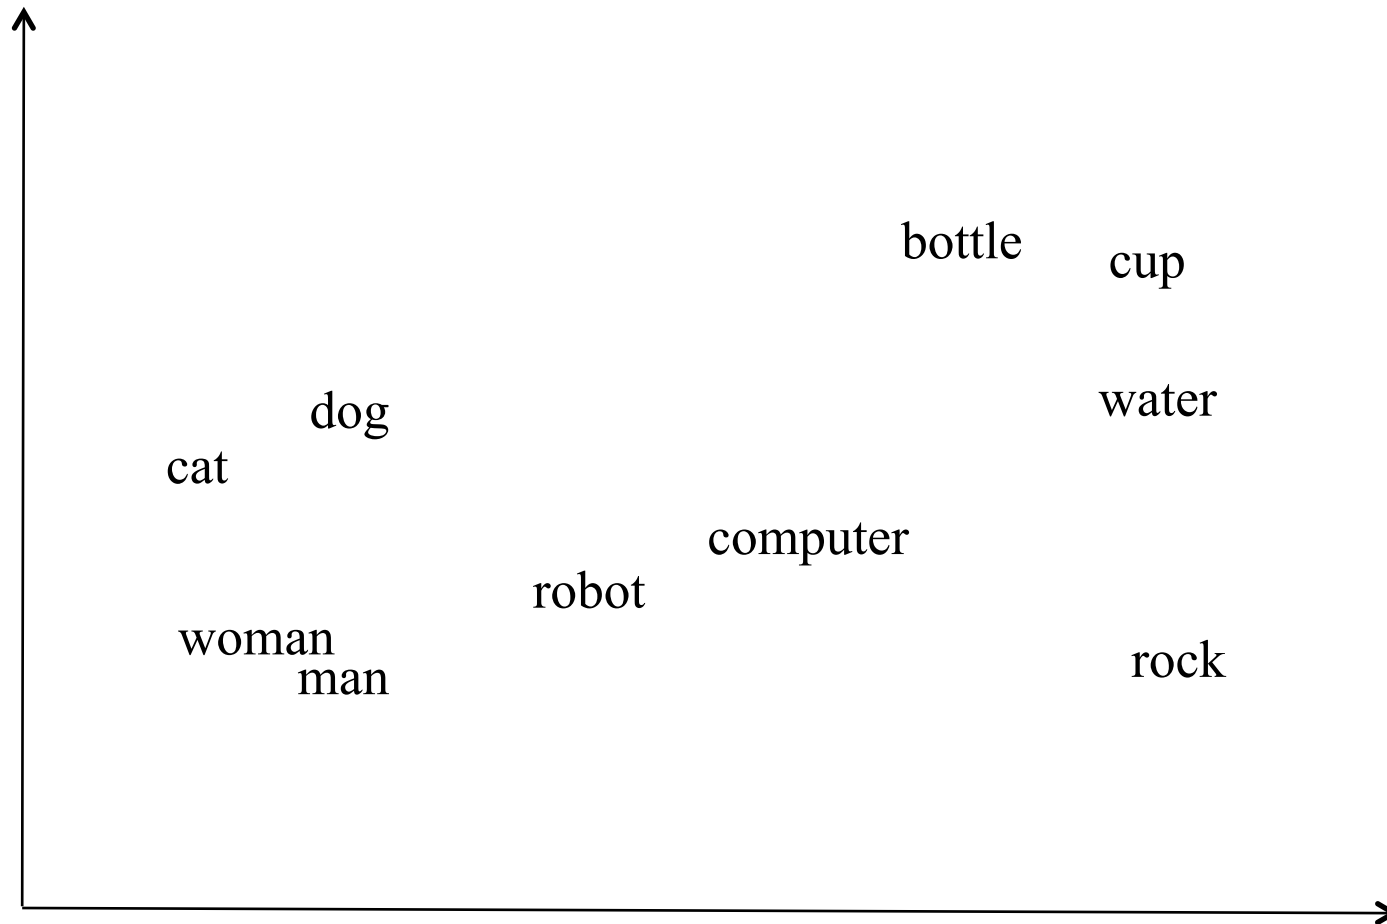 bottle
cup
dog
water
cat
computer
robot
woman
man
rock